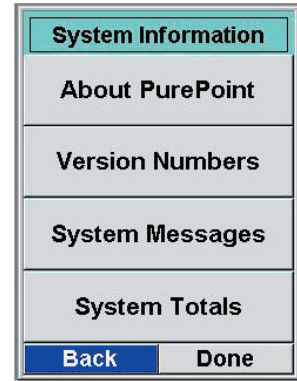 System Information
About PurePoint
Version Numbers
System Messages
System Totals
Back Done